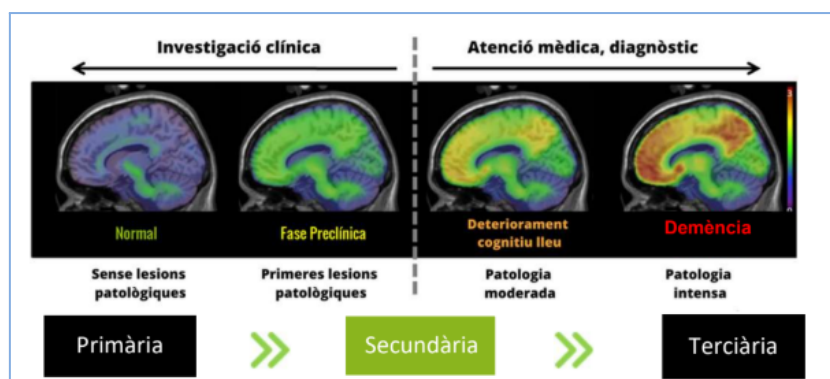 Investigació clínica
Atenció mèdica, diagnòstic
Normal
Fase Preclínica
Deteriorament
cognitiu lleu
Demència
Sense lesions
patològiques
Primeres lesions
patològiques
Patologia
moderada
Patologia
intensa
Primària
Secundària
Terciària